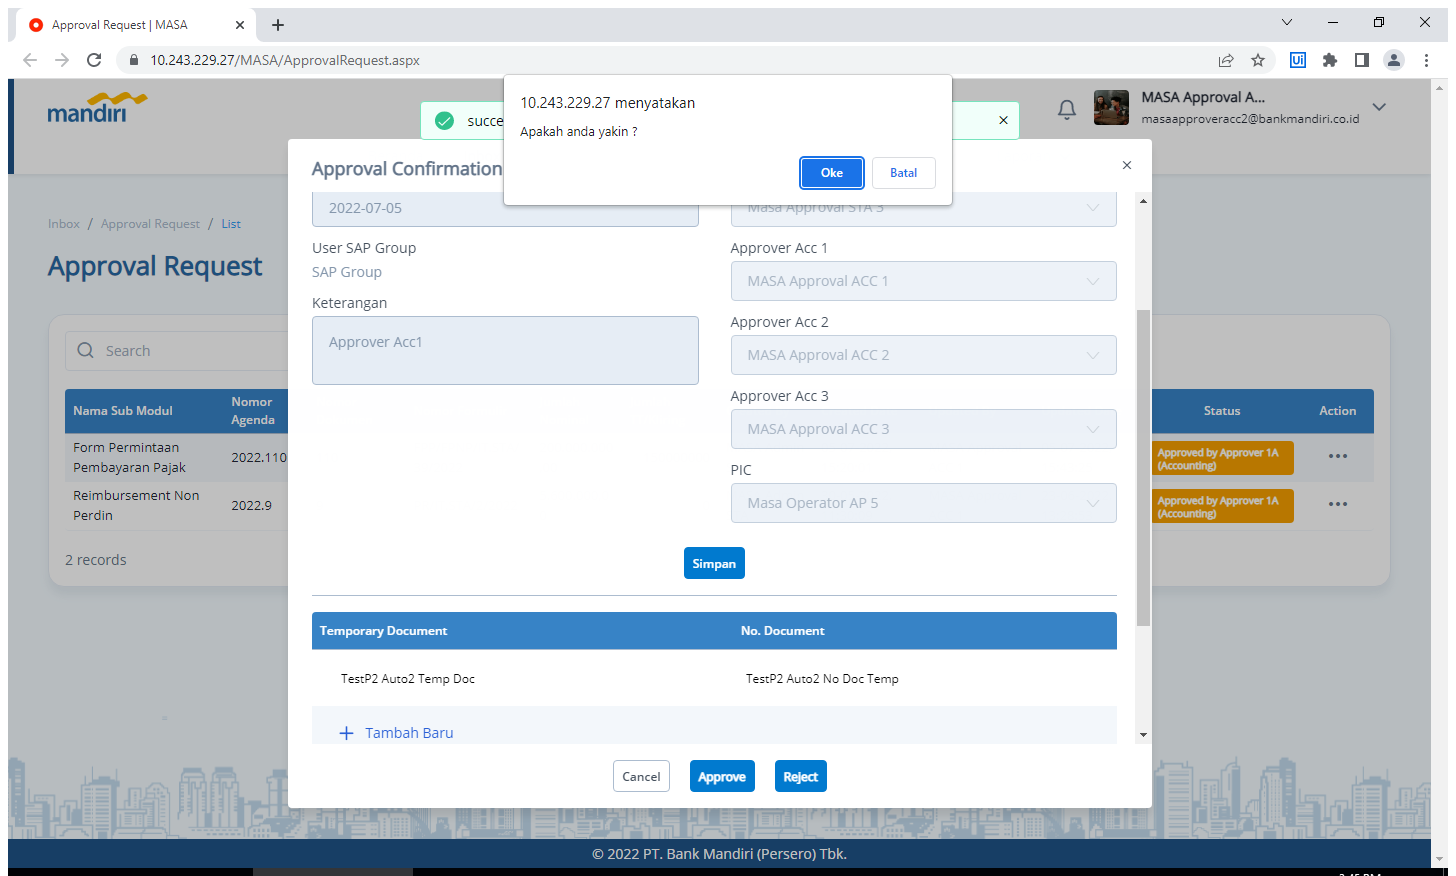 Approval Request | MASA
10.243.229.27/MASA/ApprovalRequest.aspx
Ui
mandiri
succe
10.243.229.27 menyatakan
Apakah anda yakin ?
Oke
Batal
MASA Approval A...
masaapproveracc2@bankmandiri.co.id
Inbox / Approval Request / List
Approval Request
Search
Nama Sub Modul
Nomor
Agenda
Status
Action
Form Permintaan
Pembayaran Pajak
2022.110
Approved by Approver 1A
(Accounting)
Reimbursement Non
Perdin
2022.9
Approved by Approver 1A
(Accounting)
2 records
Approval Confirmation
2022-07-05
User SAP Group
SAP Group
Keterangan
Approver Acc1
Masa Approval STA 3
Approver Acc 1
MASA Approval ACC 1
Approver Acc 2
MASA Approval ACC 2
Approver Acc 3
MASA Approval ACC 3
PIC
Masa Operator AP 5
Simpan
Temporary Document
No. Document
TestP2 Auto2 Temp Doc
TestP2 Auto2 No Doc Temp
Tambah Baru
Cancel
Approve
Reject
© 2022 PT. Bank Mandiri (Persero) Tbk.